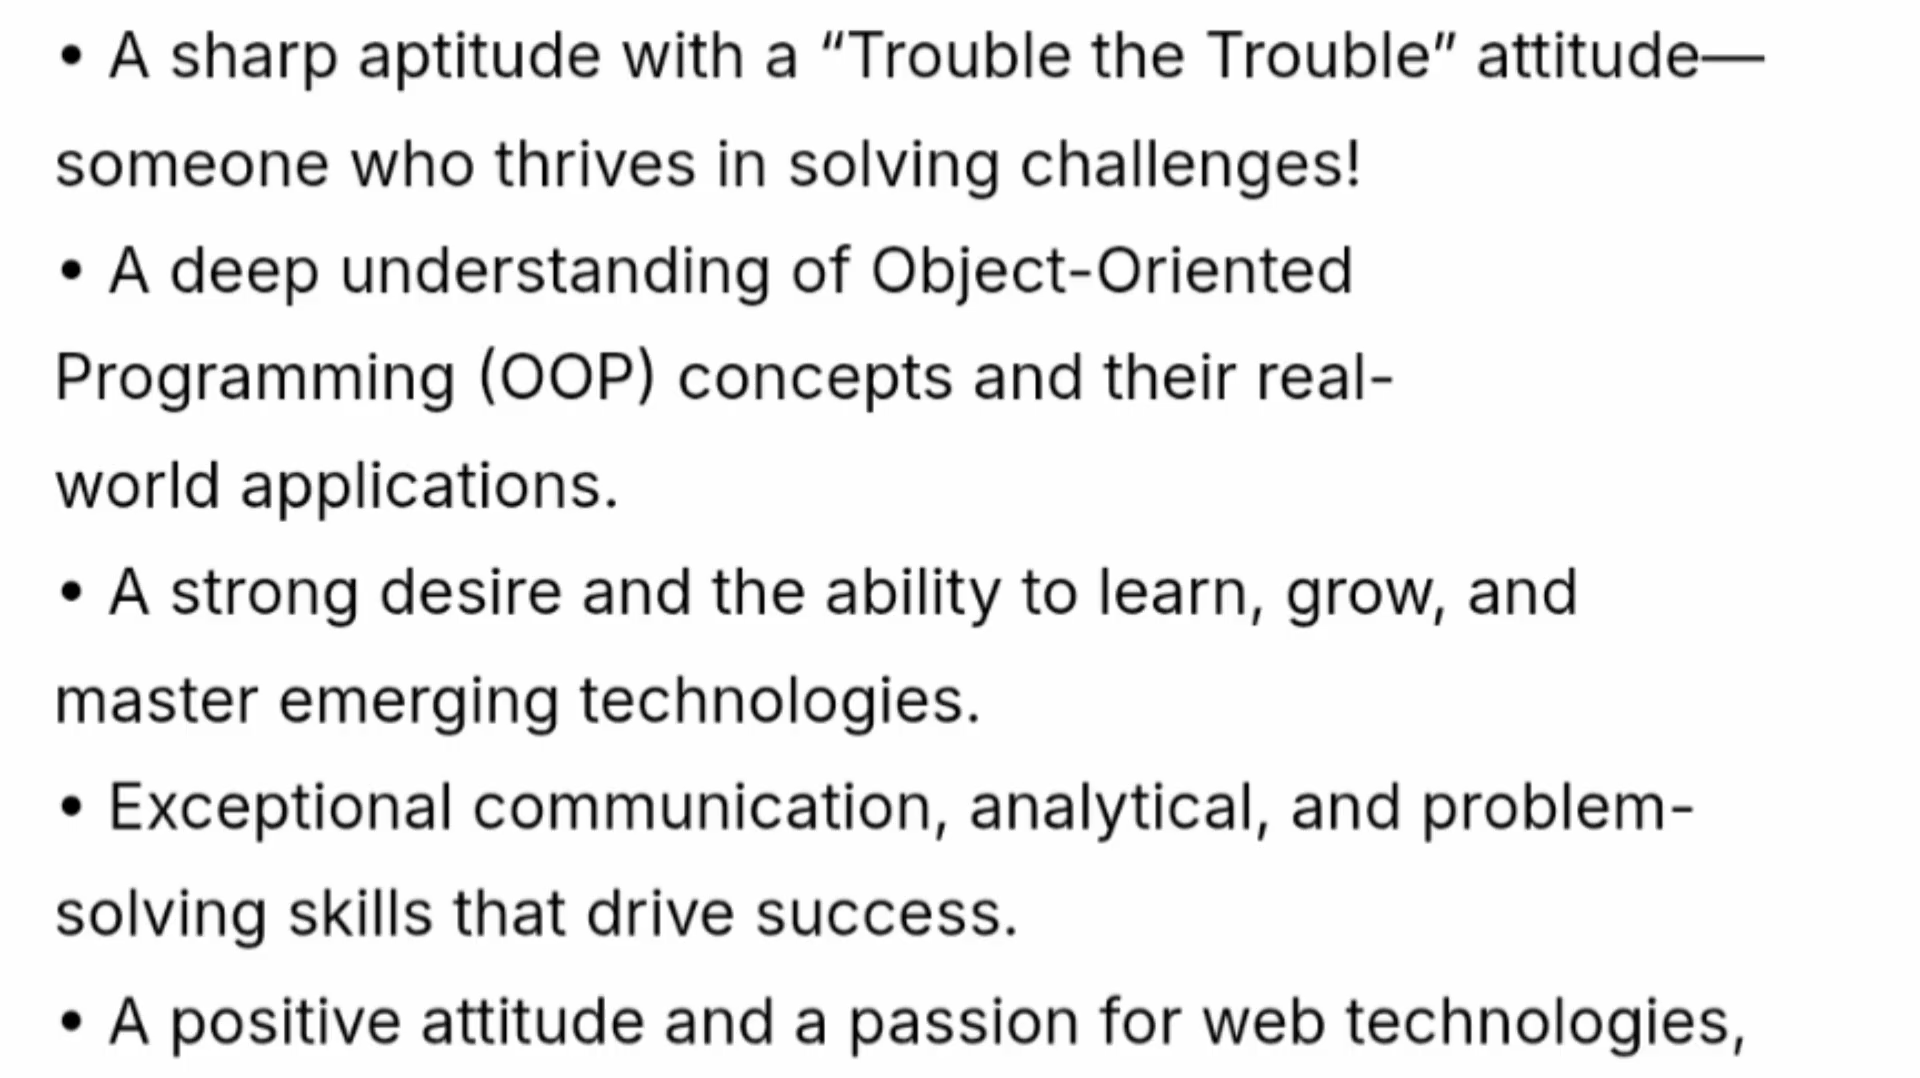 • A sharp aptitude with a “Trouble the Trouble” attitude—
someone who thrives in solving challenges!
• A deep understanding of Object-Oriented
Programming (OOP) concepts and their real-
world applications.
• A strong desire and the ability to learn, grow, and
master emerging technologies.
• Exceptional communication, analytical, and problem-
solving skills that drive success.
• A positive attitude and a passion for web technologies,